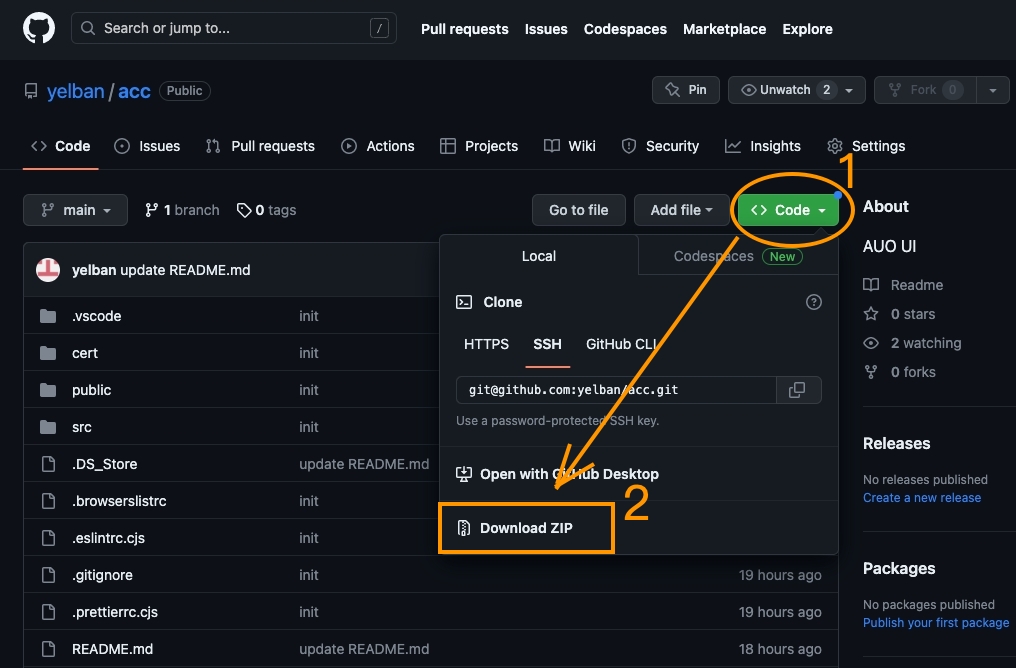 Search or jump to... /
Pull requests Issues Codespaces Marketplace Explore
yelban / acc Public
Pin Unwatch 2 Fork 0
Code Issues Pull requests Actions Projects Wiki Security Insights Settings
1
main 1 branch 0 tags Go to file Add file Code
About
AUO UI
Readme
0 stars
2 watching
0 forks
Releases
No releases published
Create a new release
Packages
No packages published
Publish your first package
yelban update README.md
.vscode init
cert init
public init
src init
.DS_Store update README.md
.browserslistrc init
.eslintrc.cjs init
.gitignore init 19 hours ago
.prettierrc.cjs init 19 hours ago
README.md update README.md 18 hours ago
Local Codespaces New
Clone
HTTPS SSH GitHub CLI
git@github.com:yelban/acc.git
Use a password-protected SSH key.
Open with GitHub Desktop
2
Download ZIP